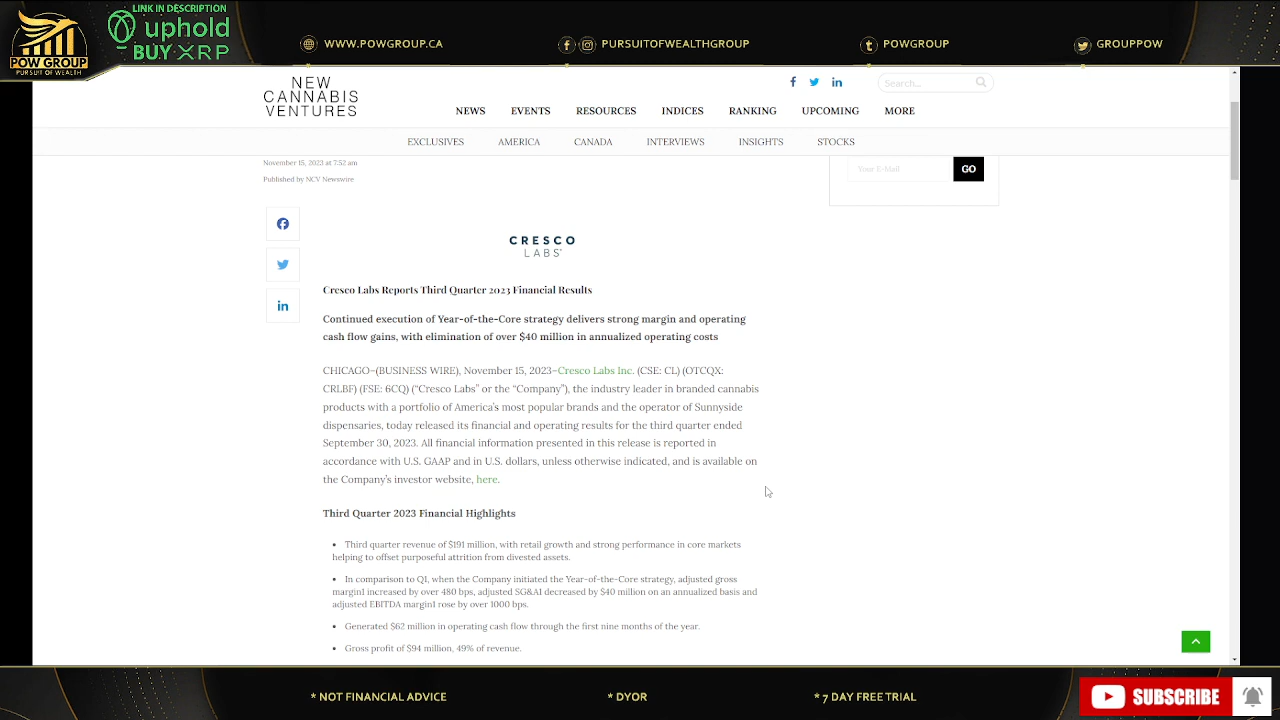 LINK IN DESCRIPTION
uphold
BUY XRP
POW GROUP
PURSUIT OF WEALTH
WWW.POWGROUP.CA
PURSUITOFWEALTHGROUP
POWGROUP
GROUPPOW
NEW
CANNABIS
VENTURES
Search...
NEWS EVENTS RESOURCES INDICES RANKING UPCOMING MORE
EXCLUSIVES AMERICA CANADA INTERVIEWS INSIGHTS STOCKS
November 15, 2023 at 7:52 am
Published by NCV Newswire
Your E-Mail
GO
CRESCO
LABS
Cresco Labs Reports Third Quarter 2023 Financial Results
Continued execution of Year-of-the-Core strategy delivers strong margin and operating
cash flow gains, with elimination of over $40 million in annualized operating costs
CHICAGO–(BUSINESS WIRE), November 15, 2023–Cresco Labs Inc. (CSE: CL) (OTCQX:
CRLBF) (FSE: 6CQ) (“Cresco Labs” or the “Company”), the industry leader in branded cannabis
products with a portfolio of America’s most popular brands and the operator of Sunnyside
dispensaries, today released its financial and operating results for the third quarter ended
September 30, 2023. All financial information presented in this release is reported in
accordance with U.S. GAAP and in U.S. dollars, unless otherwise indicated, and is available on
the Company’s investor website, here.
Third Quarter 2023 Financial Highlights
• Third quarter revenue of $191 million, with retail growth and strong performance in core markets
helping to offset purposeful attrition from divested assets.
• In comparison to Q1, when the Company initiated the Year-of-the-Core strategy, adjusted gross
margin1 increased by over 480 bps, adjusted SG&A1 decreased by $40 million on an annualized basis and
adjusted EBITDA margin1 rose by over 1000 bps.
• Generated $62 million in operating cash flow through the first nine months of the year.
• Gross profit of $94 million, 49% of revenue.
* NOT FINANCIAL ADVICE
* DYOR
* 7 DAY FREE TRIAL
SUBSCRIBE